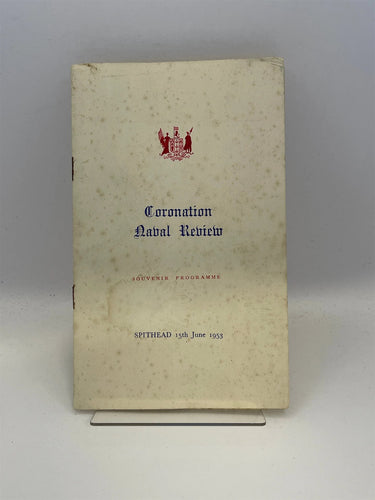 Coronation
Naval Review
SOUVENIR PROGRAMME
SPITHEAD 15th June 1953